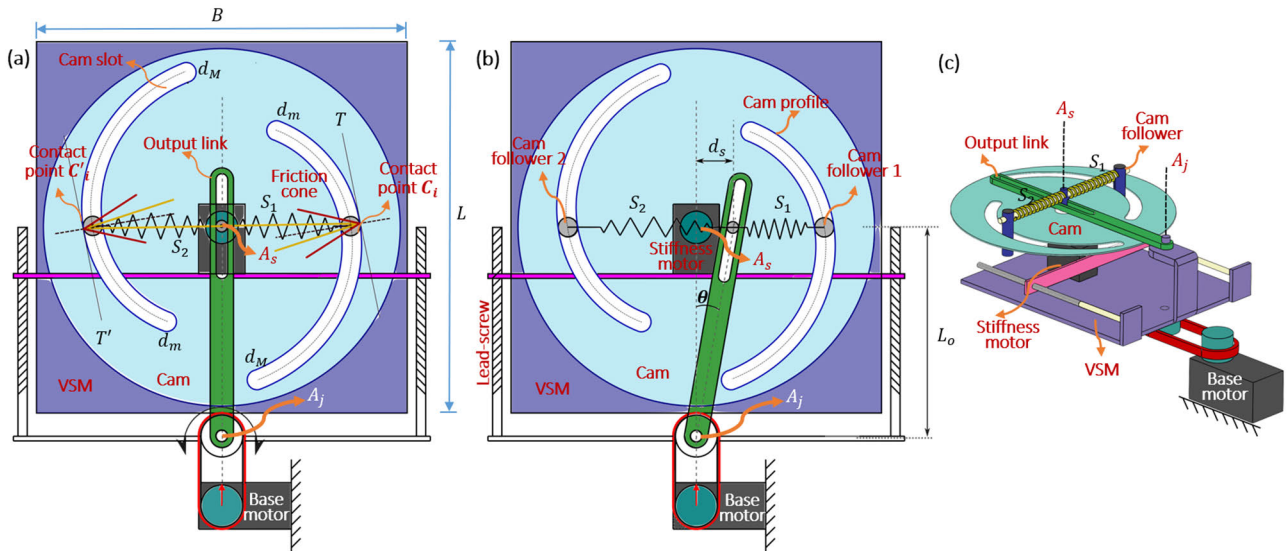 B
(a)
Cam slot
d_M
d_m
T
Output link
Contact
point C'_i
Friction
cone
Contact
point C_i
S_1
S_2
A_s
L
T'
d_m
d_M
VSM
Cam
A_j
Base
motor
(b)
Cam profile
d_s
Cam
follower 2
Cam
follower 1
S_2
S_1
Stiffness
motor
A_s
θ
L_o
Lead-screw
VSM
Cam
A_j
Base
motor
(c)
A_s
Cam
follower
Output link
S_1
A_j
S_2
Cam
Stiffness
motor
VSM
Base
motor